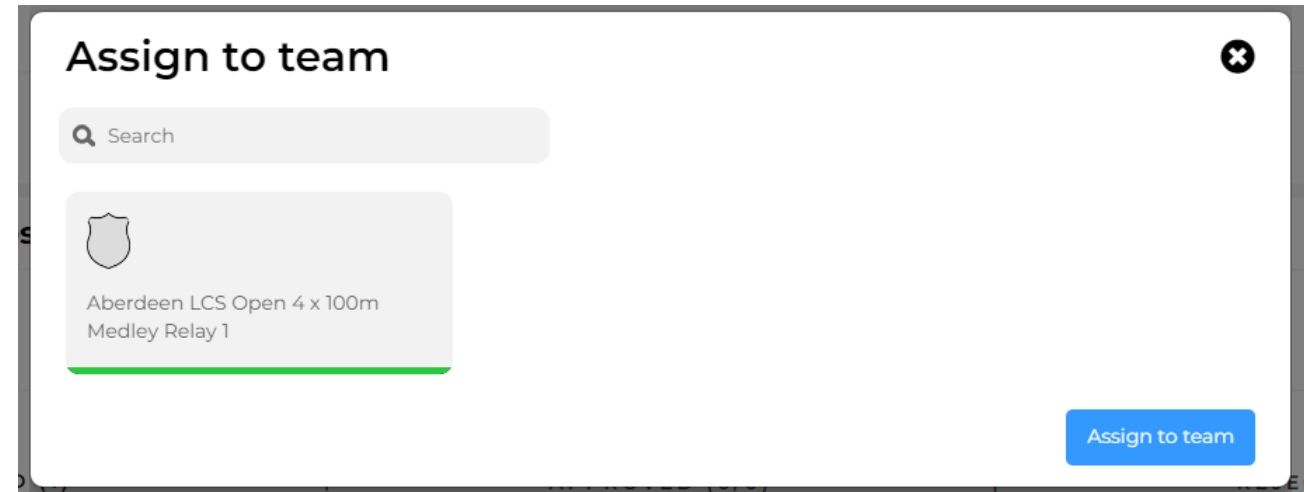 Assign to team
Search
Aberdeen LCS Open 4 x 100m
Medley Relay 1
Assign to team